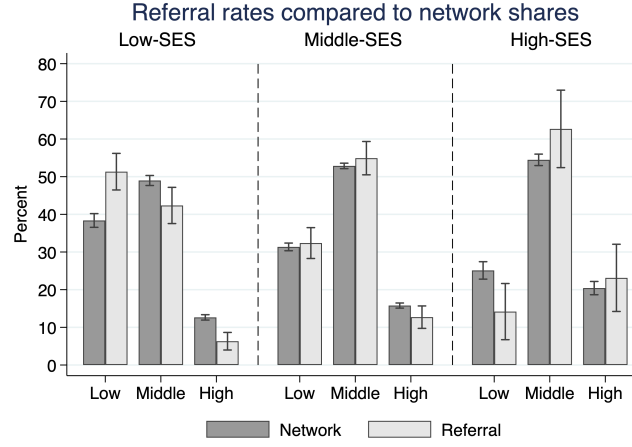 Referral rates compared to network shares
Low-SES Middle-SES High-SES
80
70
60
50
40
30
20
10
0
Percent
Low Middle High Low Middle High Low Middle High
Network Referral